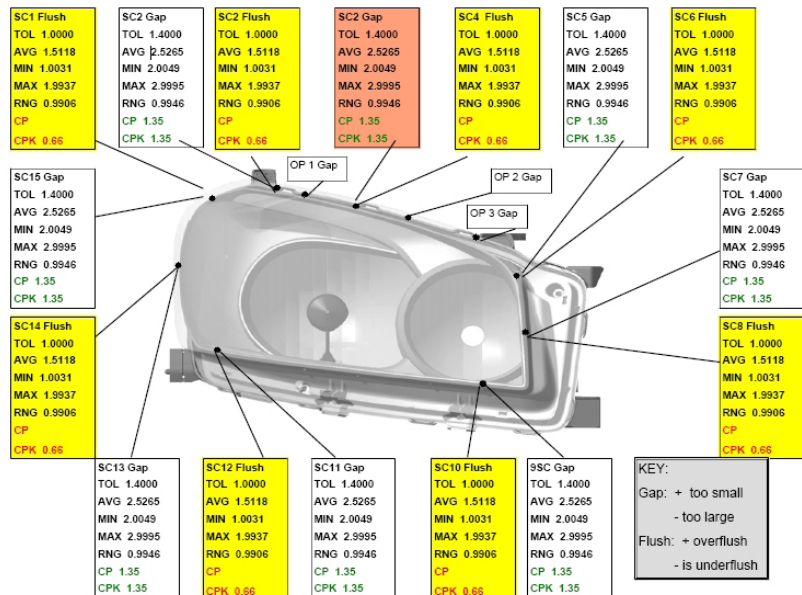 SC1 Flush
TOL 1.0000
AVG 1.5118
MIN 1.0031
MAX 1.9937
RNG 0.9906
CP
CPK 0.66
SC2 Gap
TOL 1.4000
AVG 2.5265
MIN 2.0049
MAX 2.9995
RNG 0.9946
CP 1.35
CPK 1.35
SC2 Flush
TOL 1.0000
AVG 1.5118
MIN 1.0031
MAX 1.9937
RNG 0.9906
CP
CPK 0.66
SC2 Gap
TOL 1.4000
AVG 2.5265
MIN 2.0049
MAX 2.9995
RNG 0.9946
CP 1.35
CPK 1.35
SC4 Flush
TOL 1.0000
AVG 1.5118
MIN 1.0031
MAX 1.9937
RNG 0.9906
CP
CPK 0.66
SC5 Gap
TOL 1.4000
AVG 2.5265
MIN 2.0049
MAX 2.9995
RNG 0.9946
CP 1.35
CPK 1.35
SC6 Flush
TOL 1.0000
AVG 1.5118
MIN 1.0031
MAX 1.9937
RNG 0.9906
CP
CPK 0.66
OP 1 Gap
OP 2 Gap
OP 3 Gap
SC15 Gap
TOL 1.4000
AVG 2.5265
MIN 2.0049
MAX 2.9995
RNG 0.9946
CP 1.35
CPK 1.35
SC7 Gap
TOL 1.4000
AVG 2.5265
MIN 2.0049
MAX 2.9995
RNG 0.9946
CP 1.35
CPK 1.35
SC14 Flush
TOL 1.0000
AVG 1.5118
MIN 1.0031
MAX 1.9937
RNG 0.9906
CP
CPK 0.66
SC8 Flush
TOL 1.0000
AVG 1.5118
MIN 1.0031
MAX 1.9937
RNG 0.9906
CP
CPK 0.66
SC13 Gap
TOL 1.4000
AVG 2.5265
MIN 2.0049
MAX 2.9995
RNG 0.9946
CP 1.35
CPK 1.35
SC12 Flush
TOL 1.0000
AVG 1.5118
MIN 1.0031
MAX 1.9937
RNG 0.9906
CP
CPK 0.66
SC11 Gap
TOL 1.4000
AVG 2.5265
MIN 2.0049
MAX 2.9995
RNG 0.9946
CP 1.35
CPK 1.35
SC10 Flush
TOL 1.0000
AVG 1.5118
MIN 1.0031
MAX 1.9937
RNG 0.9906
CP
CPK 0.66
9SC Gap
TOL 1.4000
AVG 2.5265
MIN 2.0049
MAX 2.9995
RNG 0.9946
CP 1.35
CPK 1.35
KEY:
Gap: + too small
- too large
Flush: + overflush
- is underflush